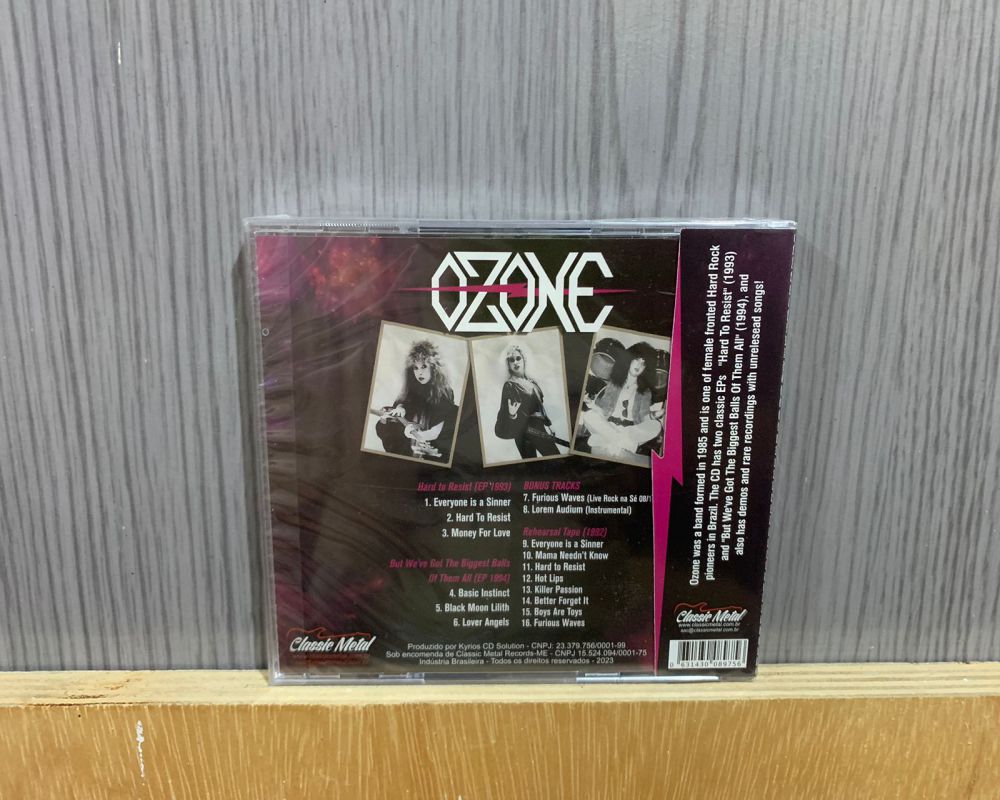 OZONE
Hard to Resist (EP 1993)
1. Everyone is a Sinner
2. Hard To Resist
3. Money For Love
But We've Got The Biggest Balls
Of Them All (EP 1994)
4. Basic Instinct
5. Black Moon Lilith
6. Lover Angels
BONUS TRACKS
7. Furious Waves (Live Rock na Sé 08/1
8. Lorem Audium (Instrumental)
Rehearsal Tape (1992)
9. Everyone is a Sinner
10. Mama Needn't Know
11. Hard to Resist
12. Hot Lips
13. Killer Passion
14. Better Forget It
15. Boys Are Toys
16. Furious Waves
Classic Metal
Produzido por Kyrios CD Solution - CNPJ: 23.379.756/0001-99
Sob encomenda de Classic Metal Records-ME - CNPJ 15.524.094/0001-75
Indústria Brasileira - Todos os direitos reservados - 2023
Ozone was a band formed in 1985 and is one of female fronted Hard Rock
pioneers in Brazil. The CD has two classic EPs "Hard To Resist" (1993)
and "But We've Got The Biggest Balls Of Them All" (1994), and
also has demos and rare recordings with unrelesead songs!
Classic Metal
www.classicmetal.com.br
sac@classicmetal.com.br
0 631430 089756